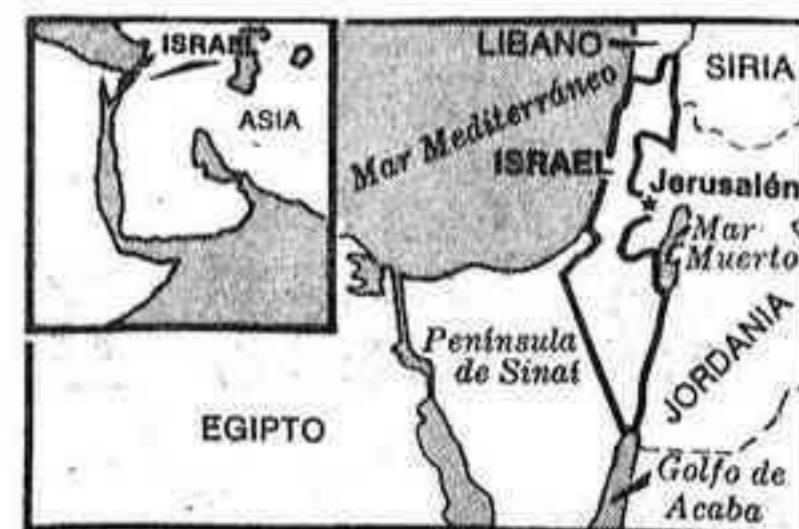 ISRAEL
ASIA
LIBANO
SIRIA
Mar Mediterráneo
ISRAEL
Jerusalén
Mar
Muerto
Península
de Sinaí
JORDANIA
EGIPTO
Golfo de
Acaba